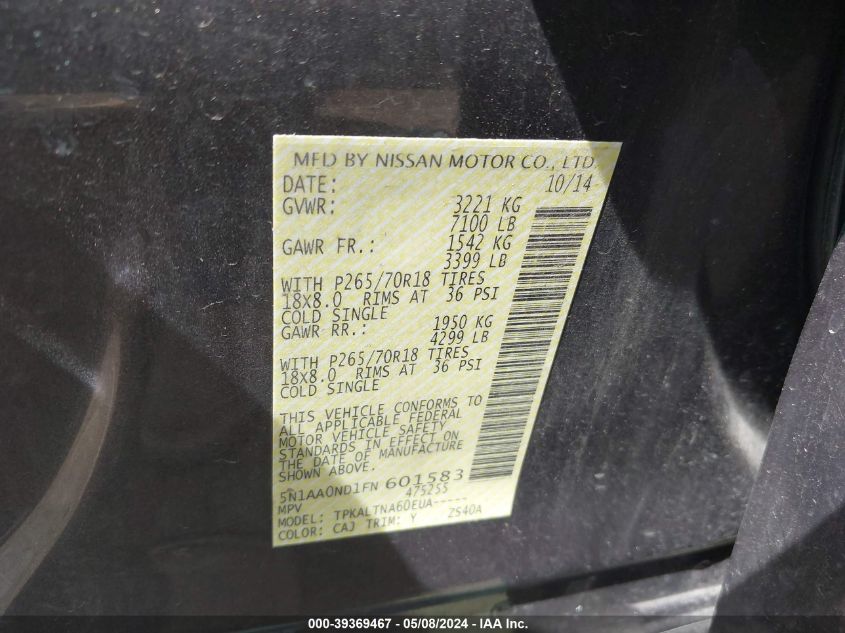 MFD BY NISSAN MOTOR CO., LTD.
DATE: 10/14
GVWR: 3221 KG
7100 LB
GAWR FR.: 1542 KG
3399 LB
WITH P265/70R18 TIRES
18X8.0 RIMS AT 36 PSI
COLD SINGLE
GAWR RR.: 1950 KG
4299 LB
WITH P265/70R18 TIRES
18X8.0 RIMS AT 36 PSI
COLD SINGLE
THIS VEHICLE CONFORMS TO
ALL APPLICABLE FEDERAL
MOTOR VEHICLE SAFETY
STANDARDS IN EFFECT ON
THE DATE OF MANUFACTURE
SHOWN ABOVE.
5N1AA0ND1FN 601583
MPV 475255
MODEL: TPKALTNA60EUA-----
COLOR: CAJ TRIM: Y ZS40A
000-39369467 - 05/08/2024 - IAA Inc.